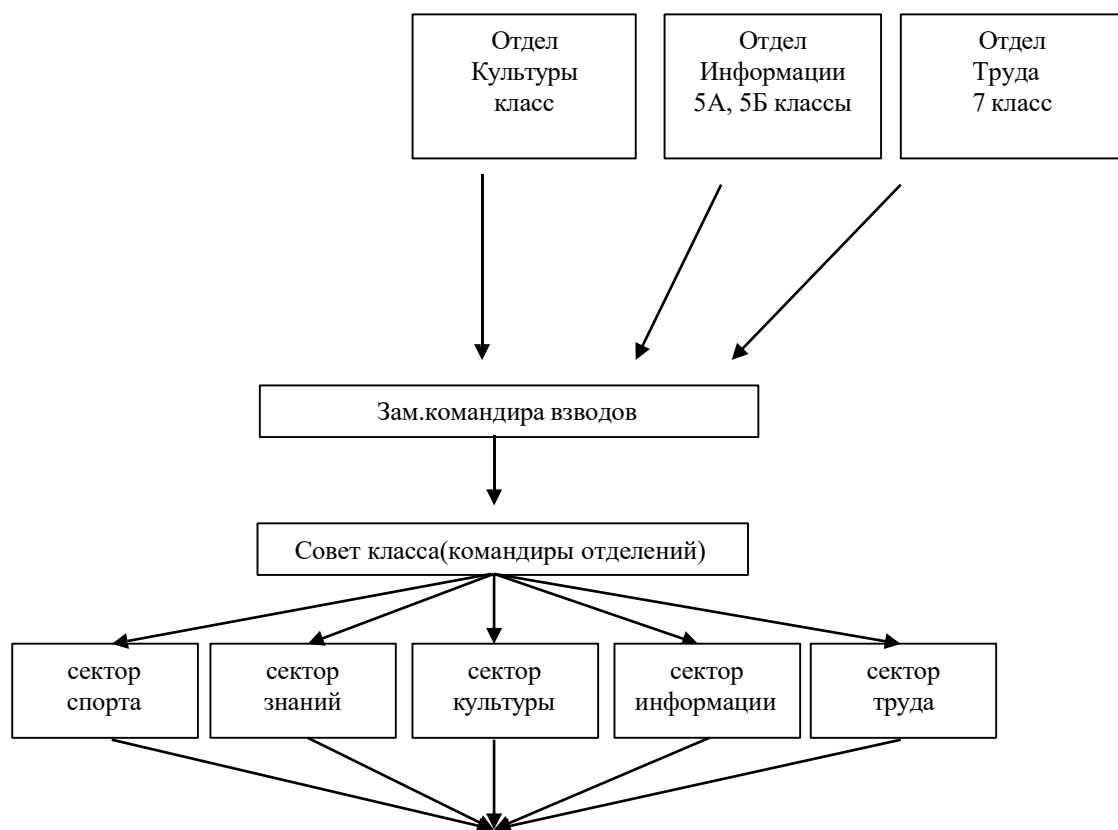 Отдел
Культуры
класс
Отдел
Информации
5А, 5Б классы
Отдел
Труда
7 класс
Зам.командира взводов
Совет класса(командиры отделений)
сектор
спорта
сектор
знаний
сектор
культуры
сектор
информации
сектор
труда